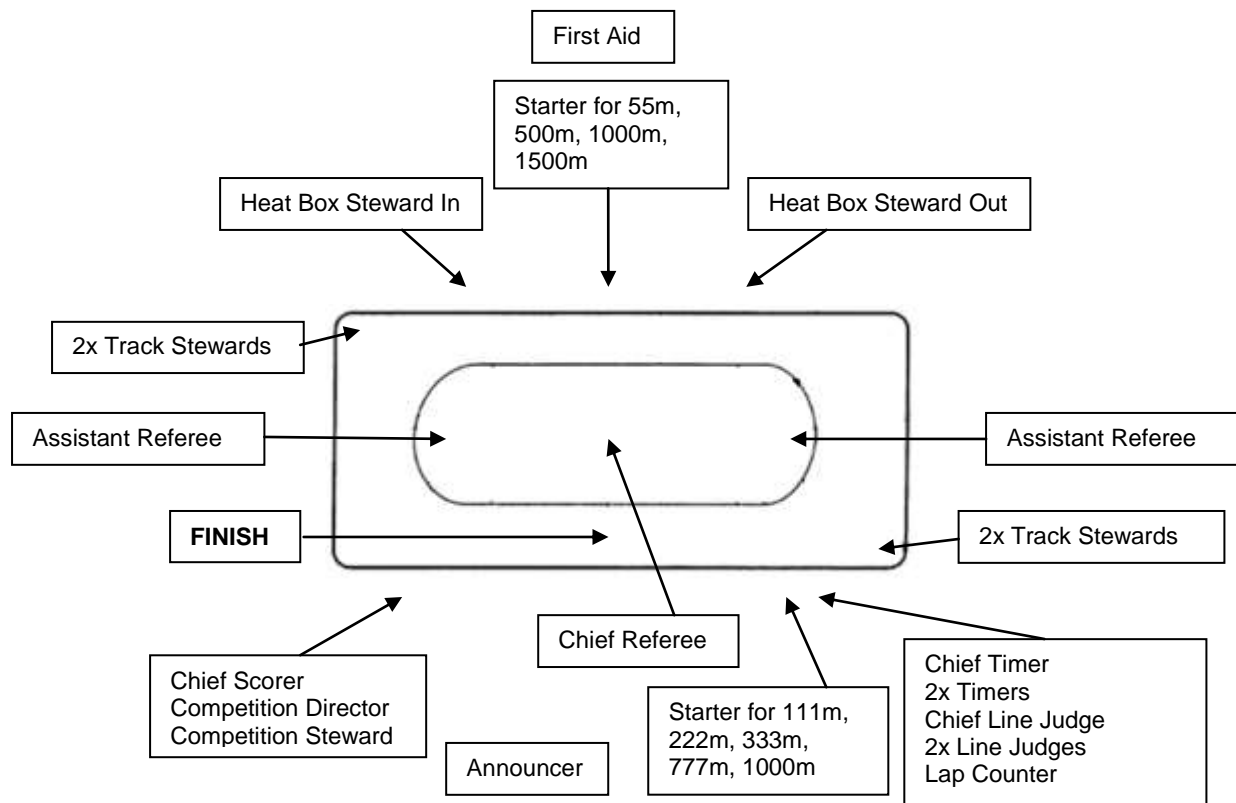 First Aid
Starter for 55m,
500m, 1000m,
1500m
Heat Box Steward In
Heat Box Steward Out
2x Track Stewards
Assistant Referee
Assistant Referee
FINISH
2x Track Stewards
Chief Referee
Chief Scorer
Competition Director
Competition Steward
Announcer
Starter for 111m,
222m, 333m,
777m, 1000m
Chief Timer
2x Timers
Chief Line Judge
2x Line Judges
Lap Counter